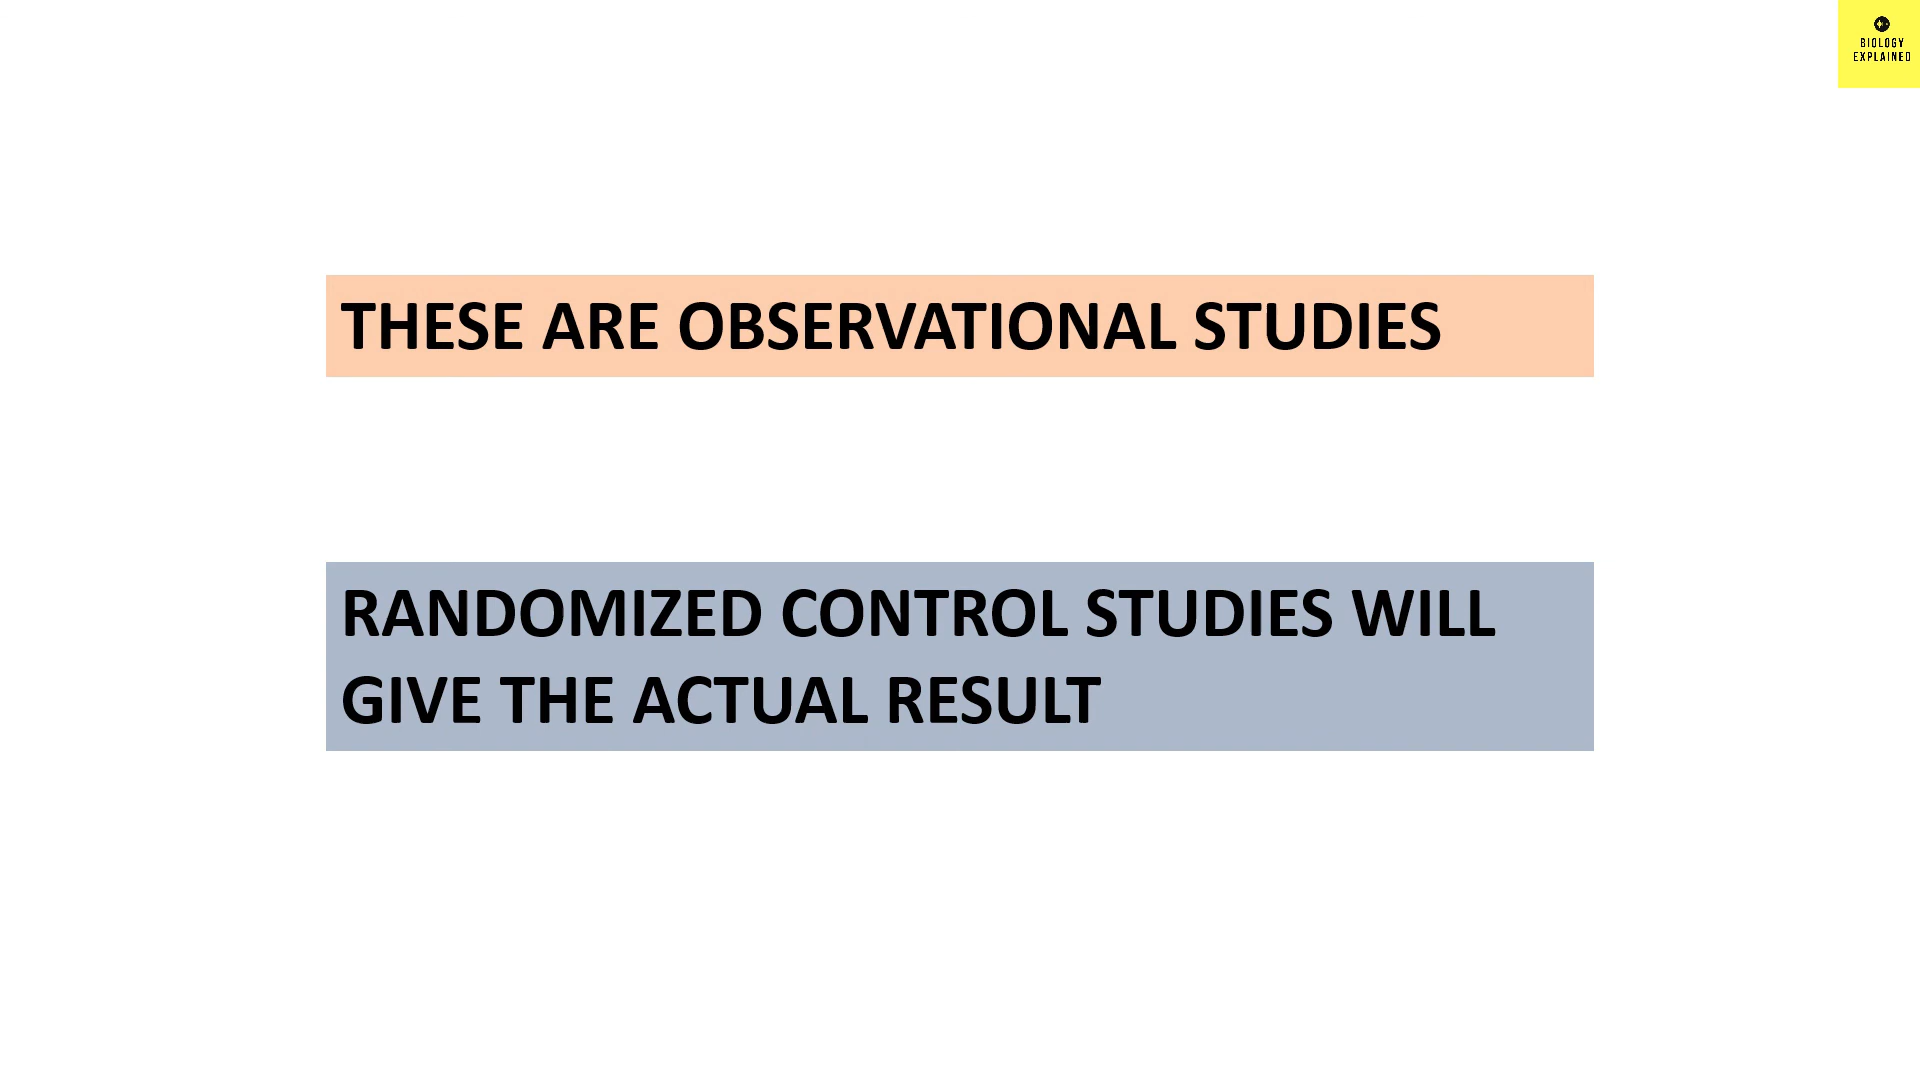 BIOLOGY
EXPLAINED
THESE ARE OBSERVATIONAL STUDIES
RANDOMIZED CONTROL STUDIES WILL
GIVE THE ACTUAL RESULT